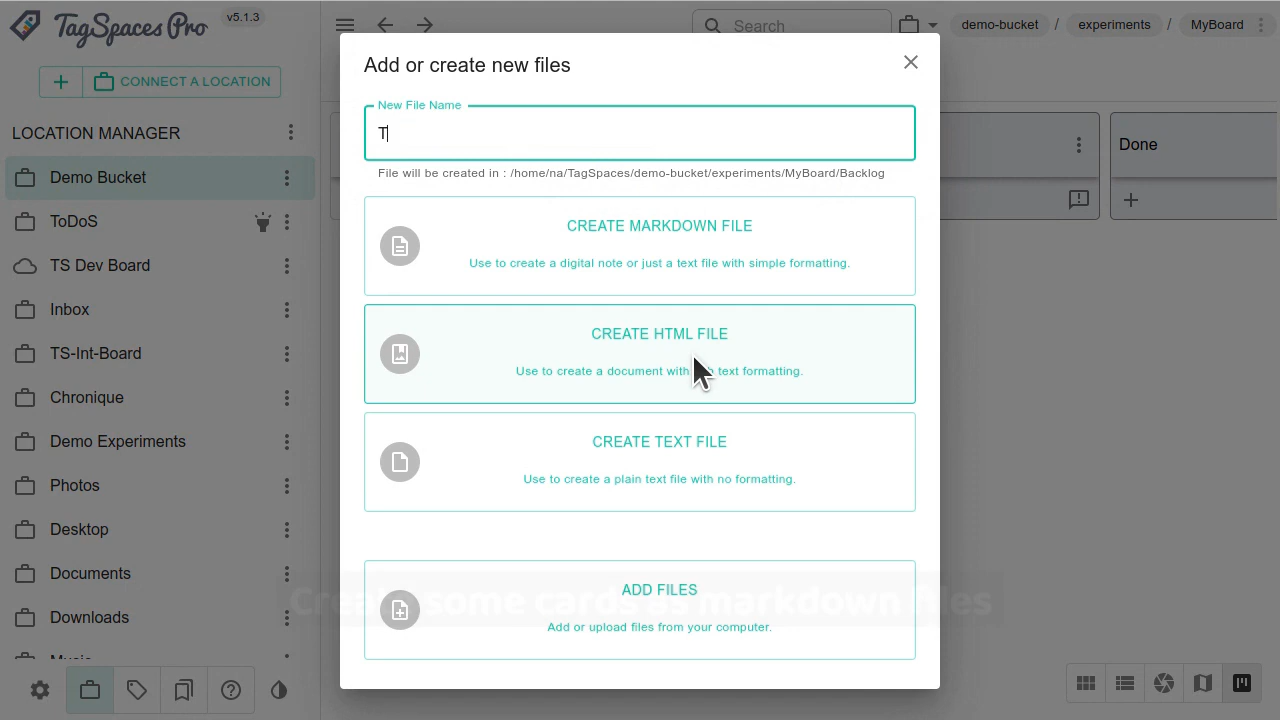 TagSpaces Pro
v5.1.3
CONNECT A LOCATION
LOCATION MANAGER
Demo Bucket
ToDoS
TS Dev Board
Inbox
TS-Int-Board
Chronique
Demo Experiments
Photos
Desktop
Documents
Downloads
Search
demo-bucket / experiments / MyBoard
Done
Add or create new files
New File Name
T
File will be created in : /home/na/TagSpaces/demo-bucket/experiments/MyBoard/Backlog
CREATE MARKDOWN FILE
Use to create a digital note or just a text file with simple formatting.
CREATE HTML FILE
Use to create a document with text formatting.
CREATE TEXT FILE
Use to create a plain text file with no formatting.
ADD FILES
Add or upload files from your computer.
some cards as markdown